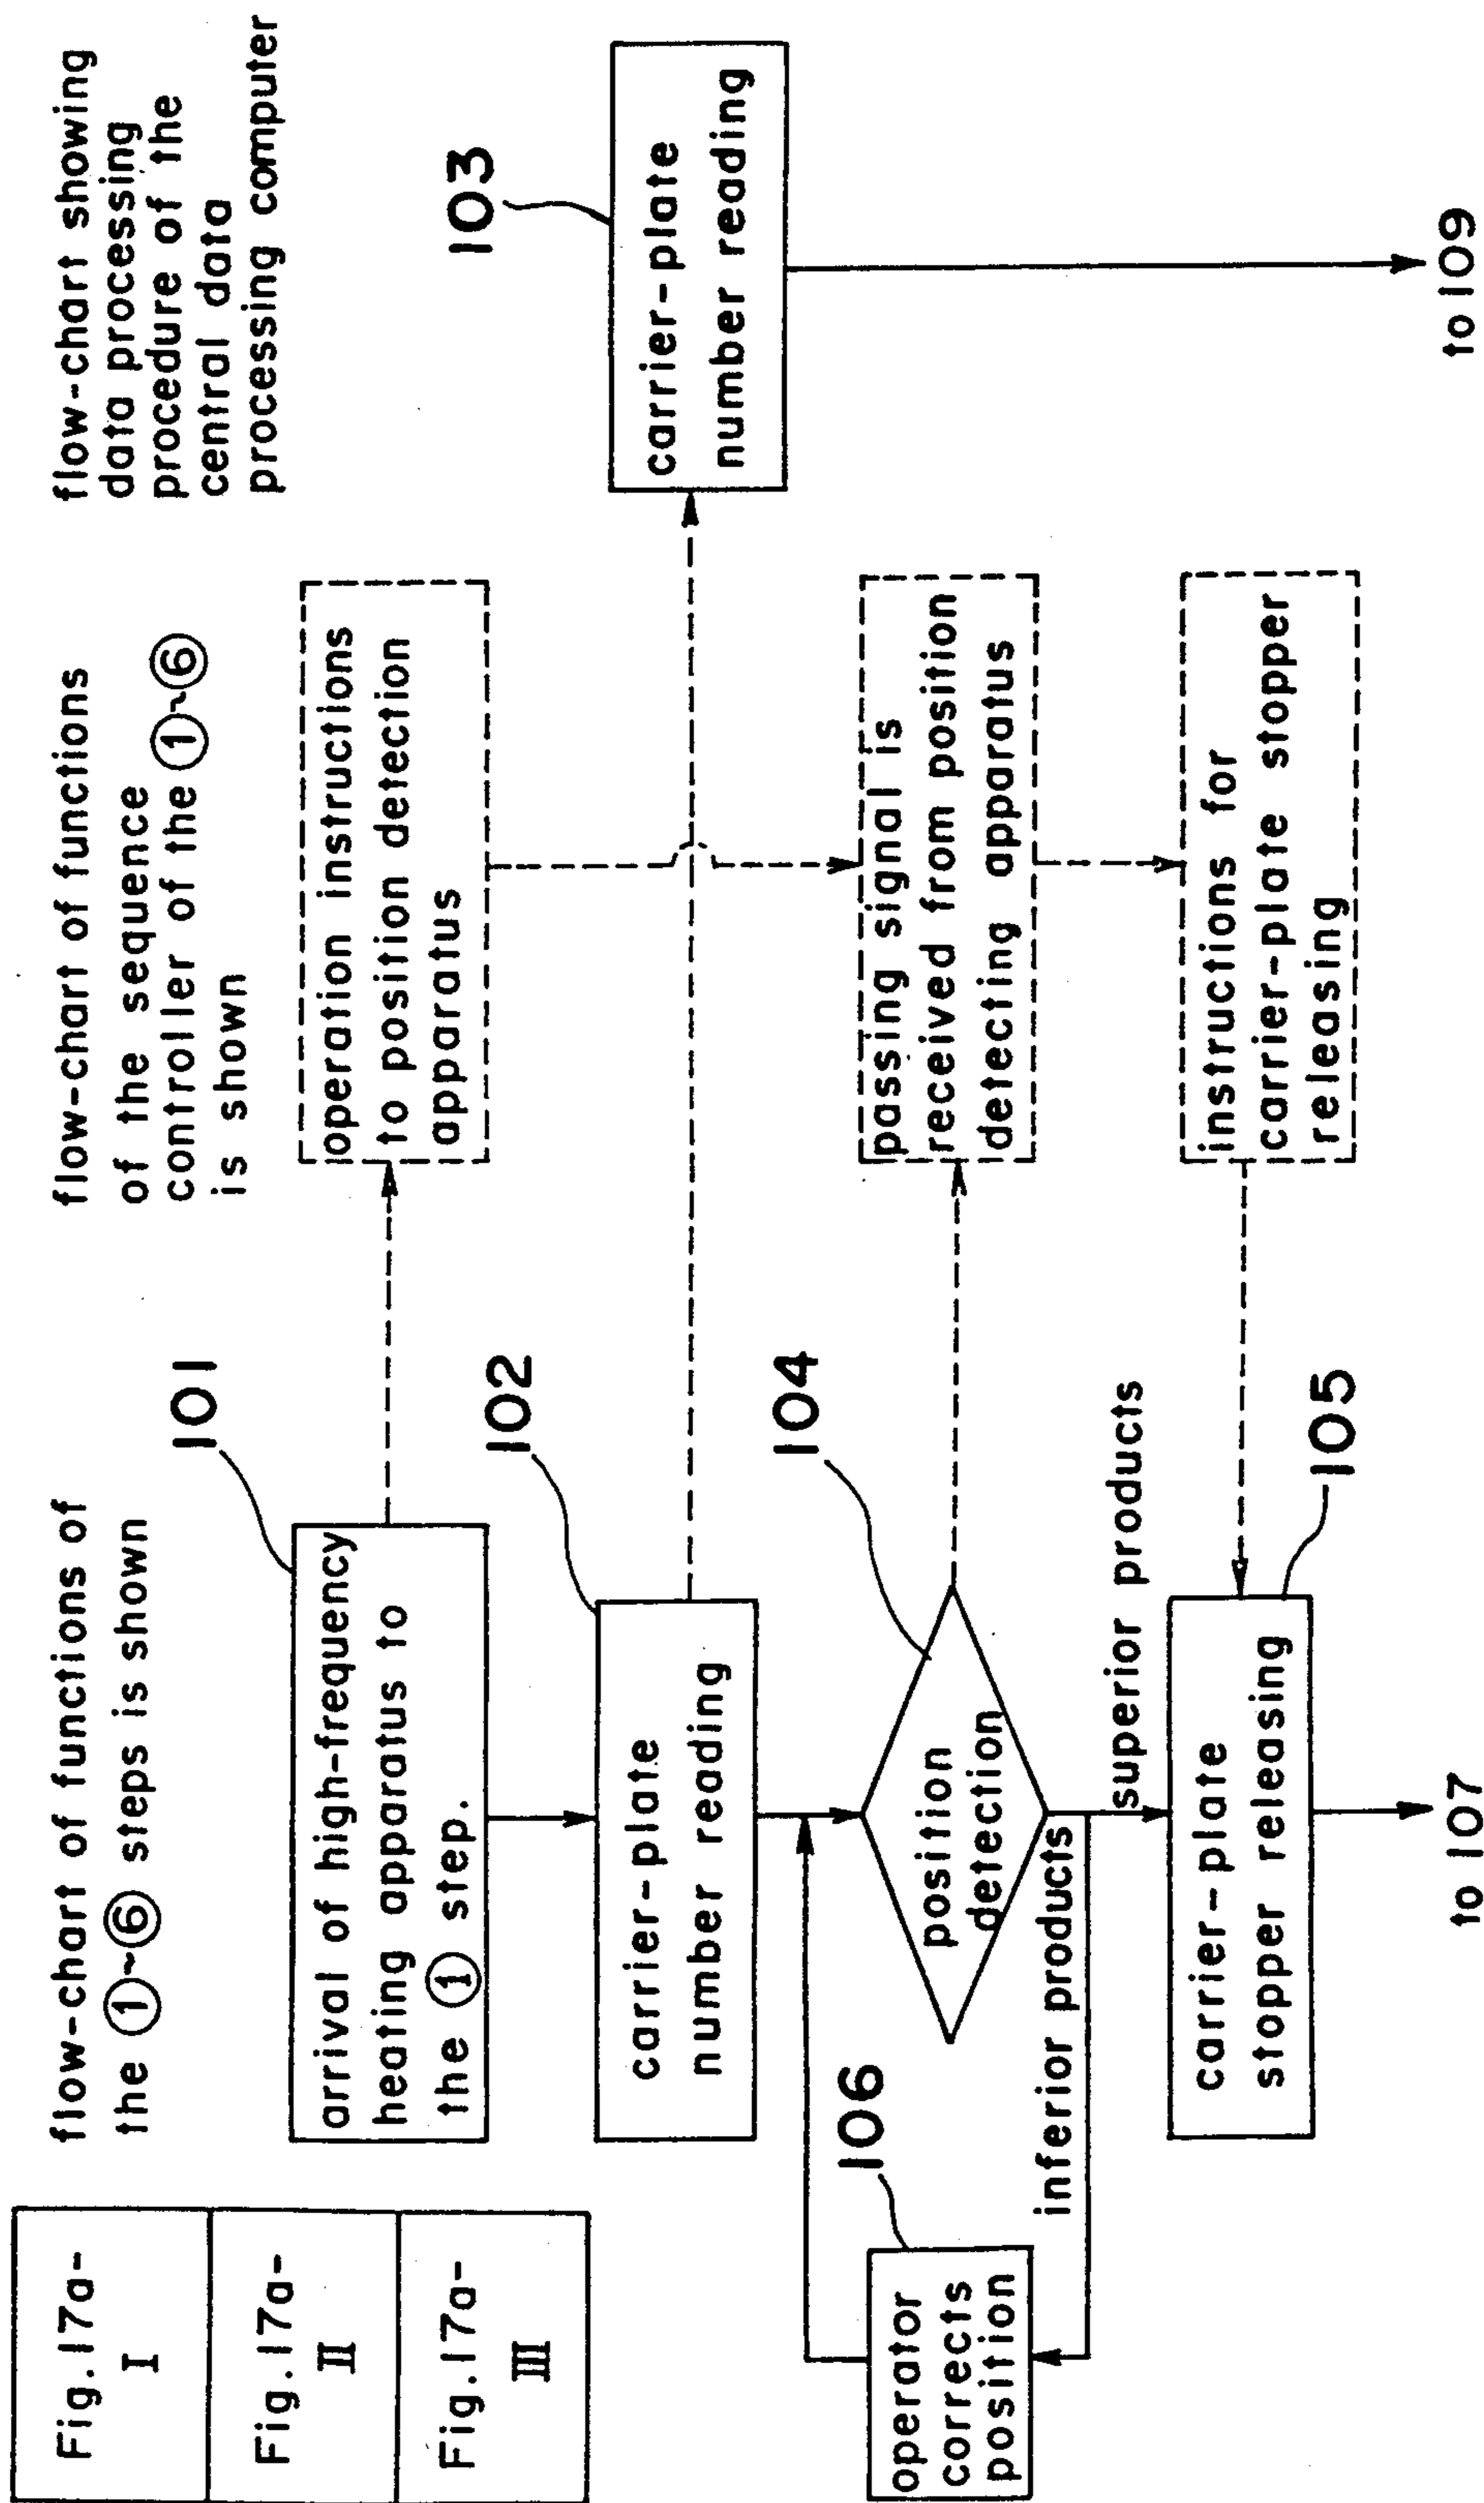 Fig.17a-
I
Fig.17a-
II
Fig.17a-
III
flow-chart of functions of
the ①~⑥ steps is shown
flow-chart of functions
of the sequence
controller of the ①~⑥
is shown
flow-chart showing
data processing
procedure of the
central data
processing computer
101
arrival of high-frequency
heating apparatus to
the ① step.
operation instructions
to position detection
apparatus
102
carrier-plate
number reading
103
carrier-plate
number reading
104
position
detection
106
operator
corrects
position
inferior products
superior products
passing signal is
received from position
detecting apparatus
instructions for
carrier-plate stopper
releasing
105
carrier-plate
stopper releasing
to 107
to 109